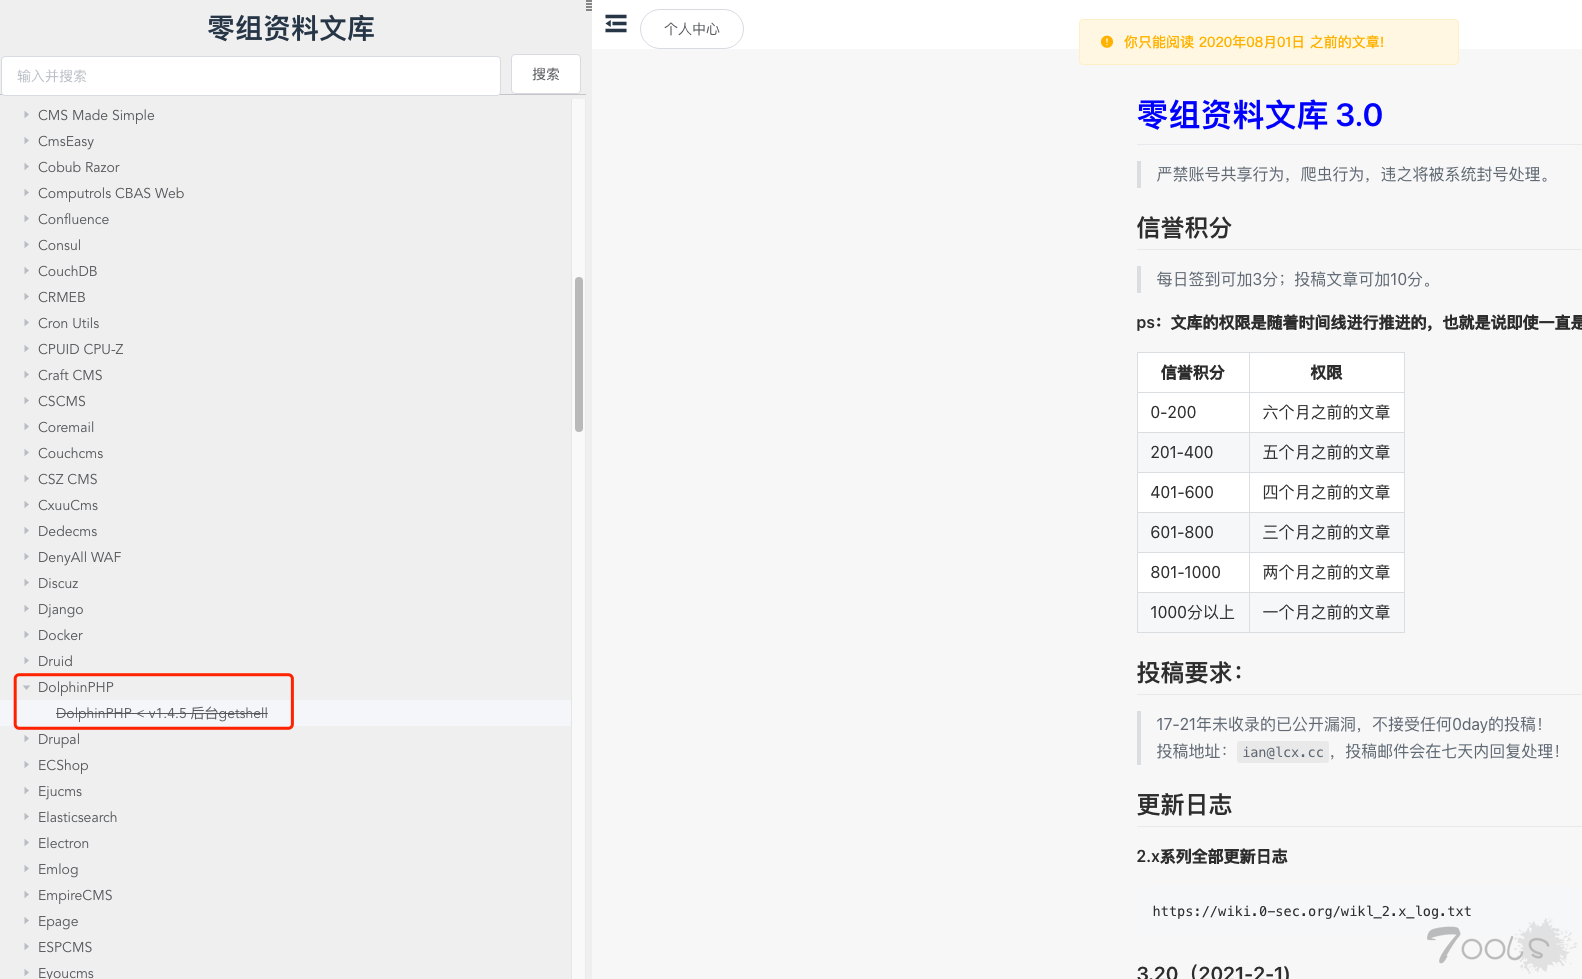 零组资料文库
输入并搜索
搜索
CMS Made Simple
CmsEasy
Cobub Razor
Computrols CBAS Web
Confluence
Consul
CouchDB
CRMEB
Cron Utils
CPUID CPU-Z
Craft CMS
CSCMS
Coremail
Couchcms
CSZ CMS
CxuuCms
Dedecms
DenyAll WAF
Discuz
Django
Docker
Druid
DolphinPHP
DolphinPHP < v1.4.5 后台getshell
Drupal
ECShop
Ejucms
Elasticsearch
Electron
Emlog
EmpireCMS
Epage
ESPCMS
Eyoucms
个人中心
你只能阅读 2020年08月01日 之前的文章!
零组资料文库 3.0
严禁账号共享行为，爬虫行为，违之将被系统封号处理。
信誉积分
每日签到可加3分；投稿文章可加10分。
ps：文库的权限是随着时间线进行推进的，也就是说即使一直是
信誉积分 权限
0-200 六个月之前的文章
201-400 五个月之前的文章
401-600 四个月之前的文章
601-800 三个月之前的文章
801-1000 两个月之前的文章
1000分以上 一个月之前的文章
投稿要求：
17-21年未收录的已公开漏洞，不接受任何0day的投稿！
投稿地址：ian@lcx.cc，投稿邮件会在七天内回复处理！
更新日志
2.x系列全部更新日志
https://wiki.0-sec.org/wikl_2.x_log.txt
3.20（2021-2-1)
Tools